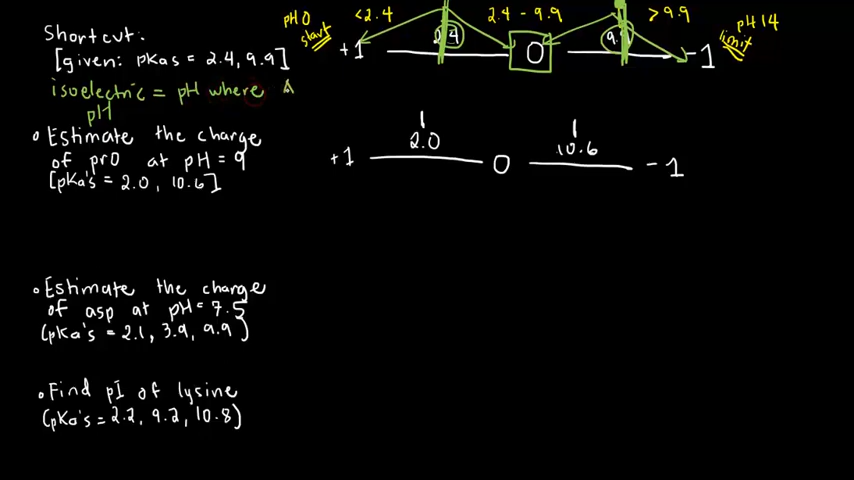 pH 0 <2.4 2.4 - 9.9 >9.9 pH 14
start limit
Shortcut:
[given: pKas = 2.4, 9.9]
+1 2.4 0 9.9 -1
isoelectric = pH where
pH
Estimate the charge
of pro at pH = 9
[pKa's = 2.0, 10.6]
+1 2.0 0 10.6 -1
Estimate the charge
of asp at pH = 7.5
(pKa's = 2.1, 3.9, 9.9)
Find pI of lysine
(pKa's = 2.2, 9.2, 10.8)